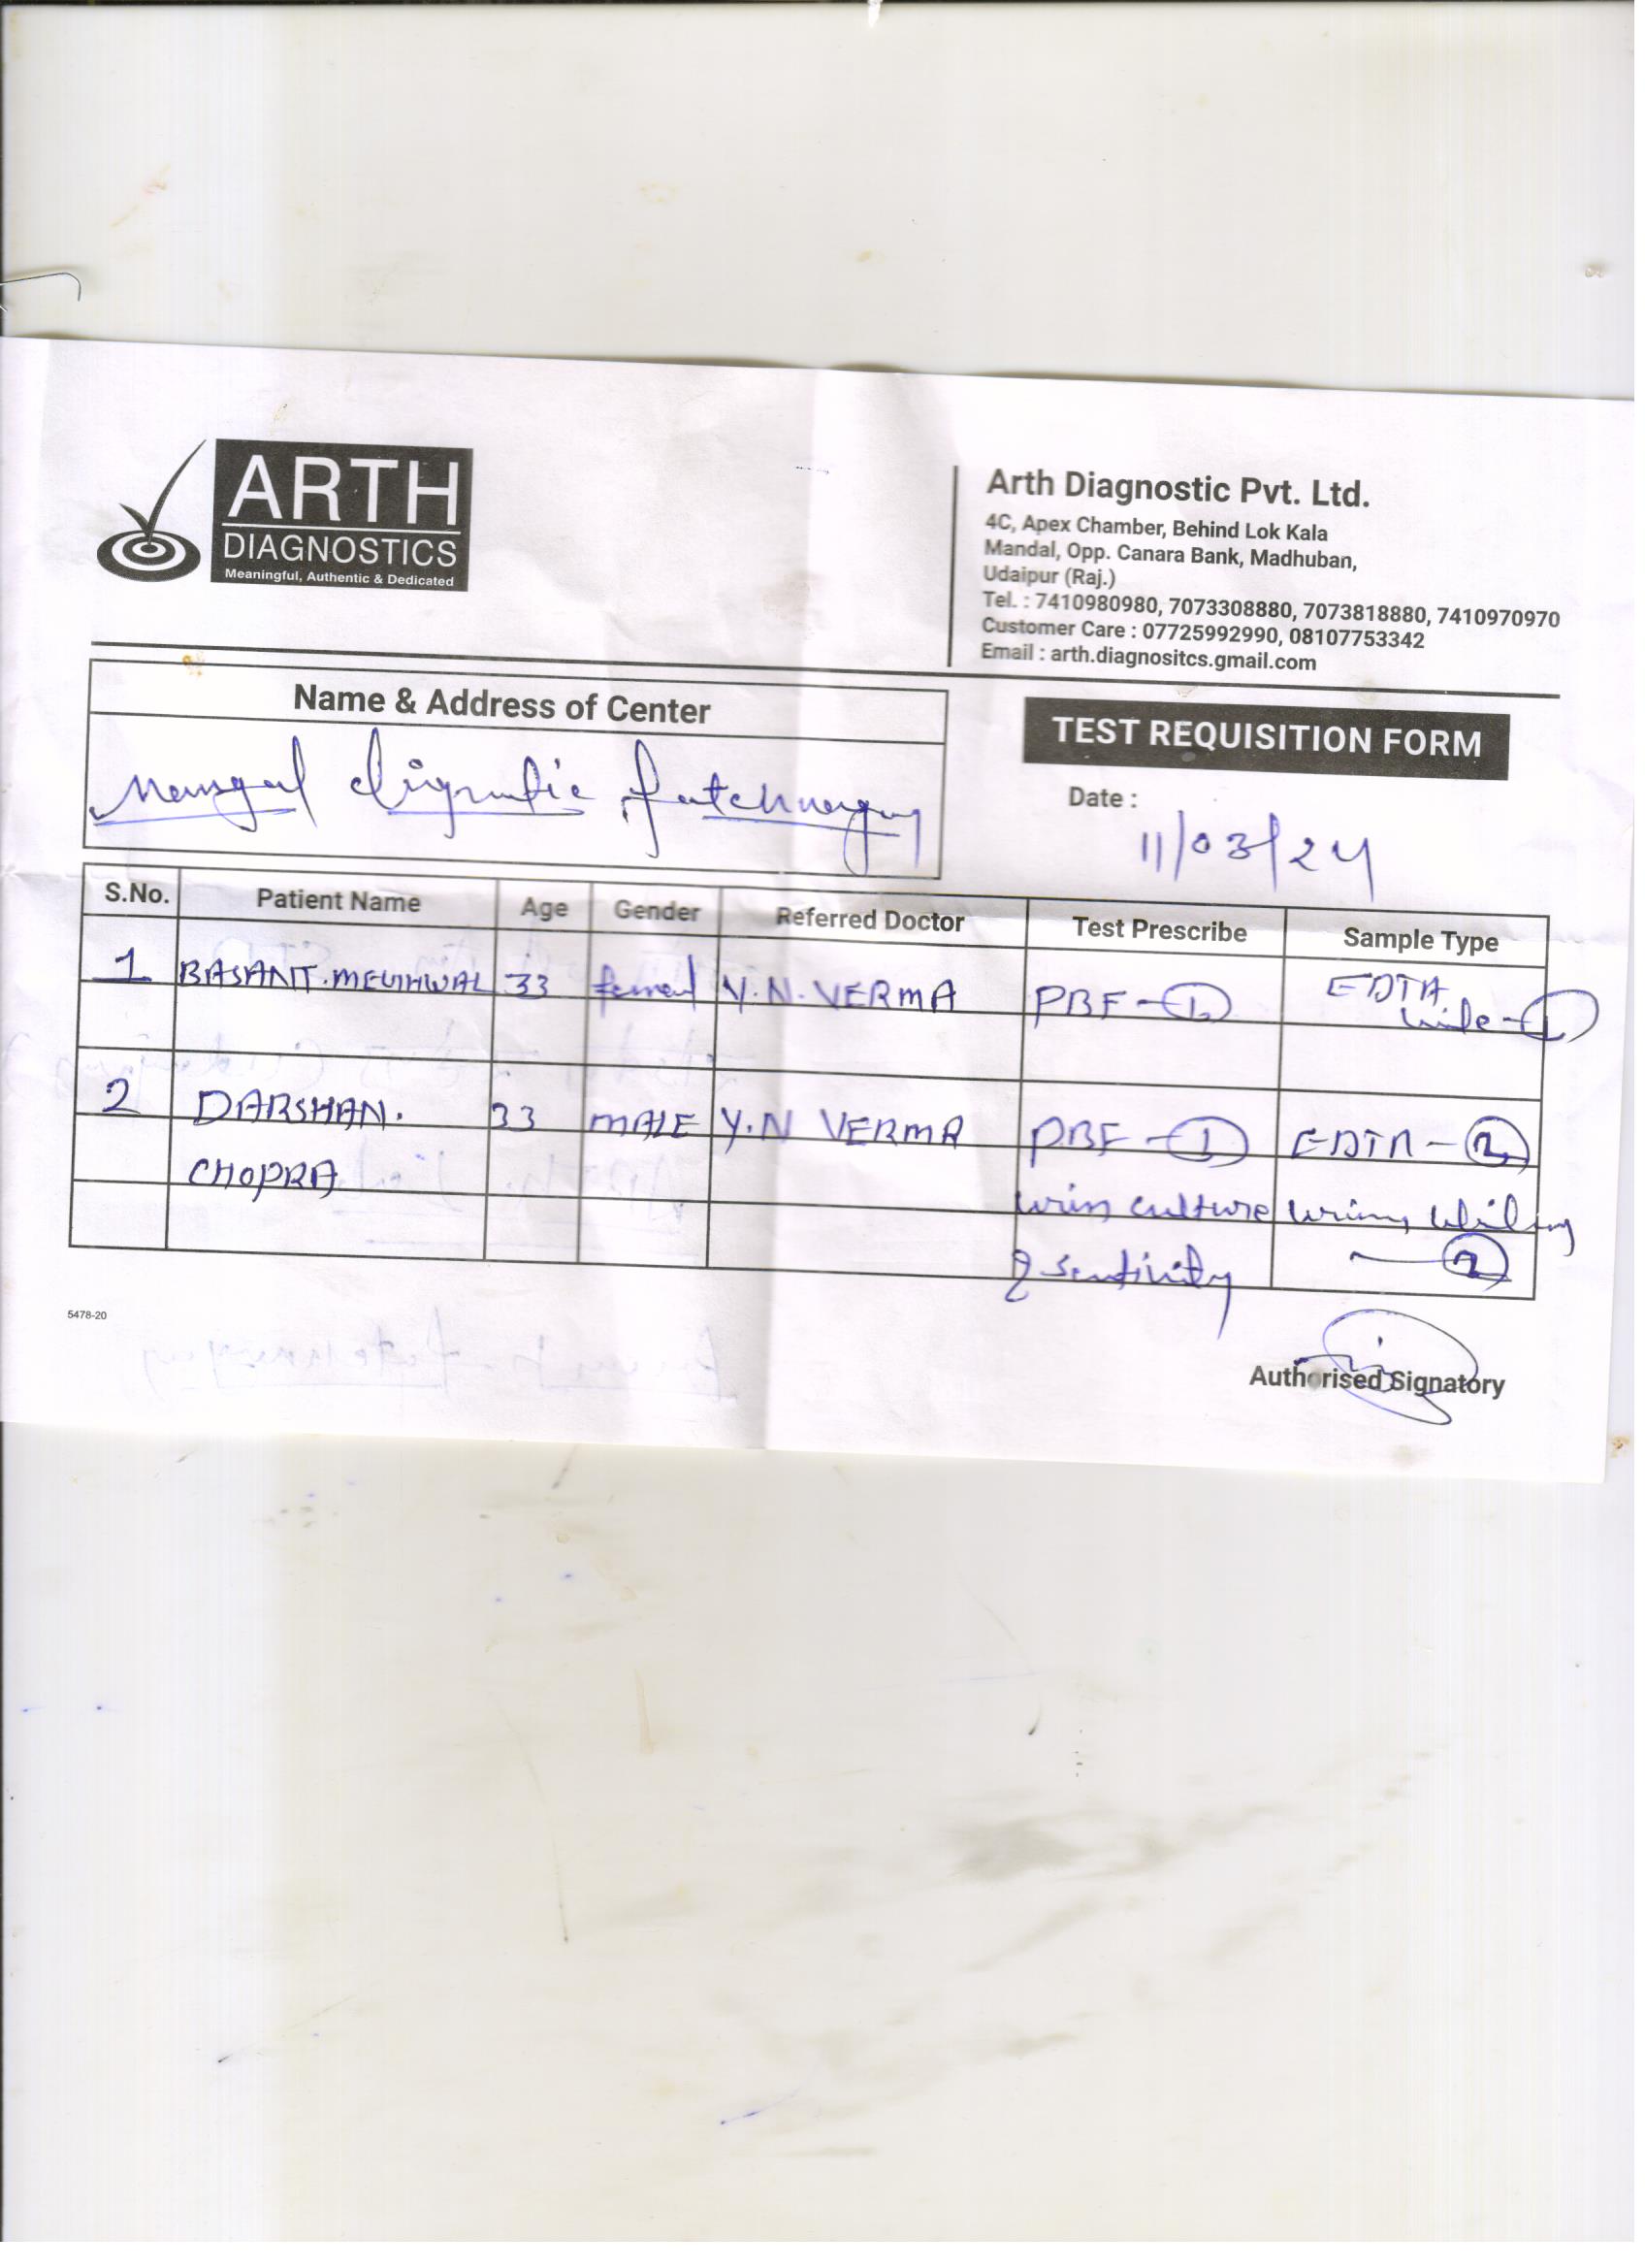 ARTH
DIAGNOSTICS
Meaningful, Authentic & Dedicated
Arth Diagnostic Pvt. Ltd.
4C, Apex Chamber, Behind Lok Kala
Mandal, Opp. Canara Bank, Madhuban,
Udaipur (Raj.)
Tel. : 7410980980, 7073308880, 7073818880, 7410970970
Customer Care : 07725992990, 08107753342
Email : arth.diagnositcs.gmail.com
Name & Address of Center
TEST REQUISITION FORM
Date :
11/03/24
S.No. Patient Name Age Gender Referred Doctor Test Prescribe Sample Type
1 BASANT. 33 Y.N. VERMA PBF - 1 EDTA
- 1
2 DARSHAN. 33 MALE Y.N VERMA PBF - 1 EDTA - 2
CHOPRA
culture
2
5478-20
Authorised Signatory